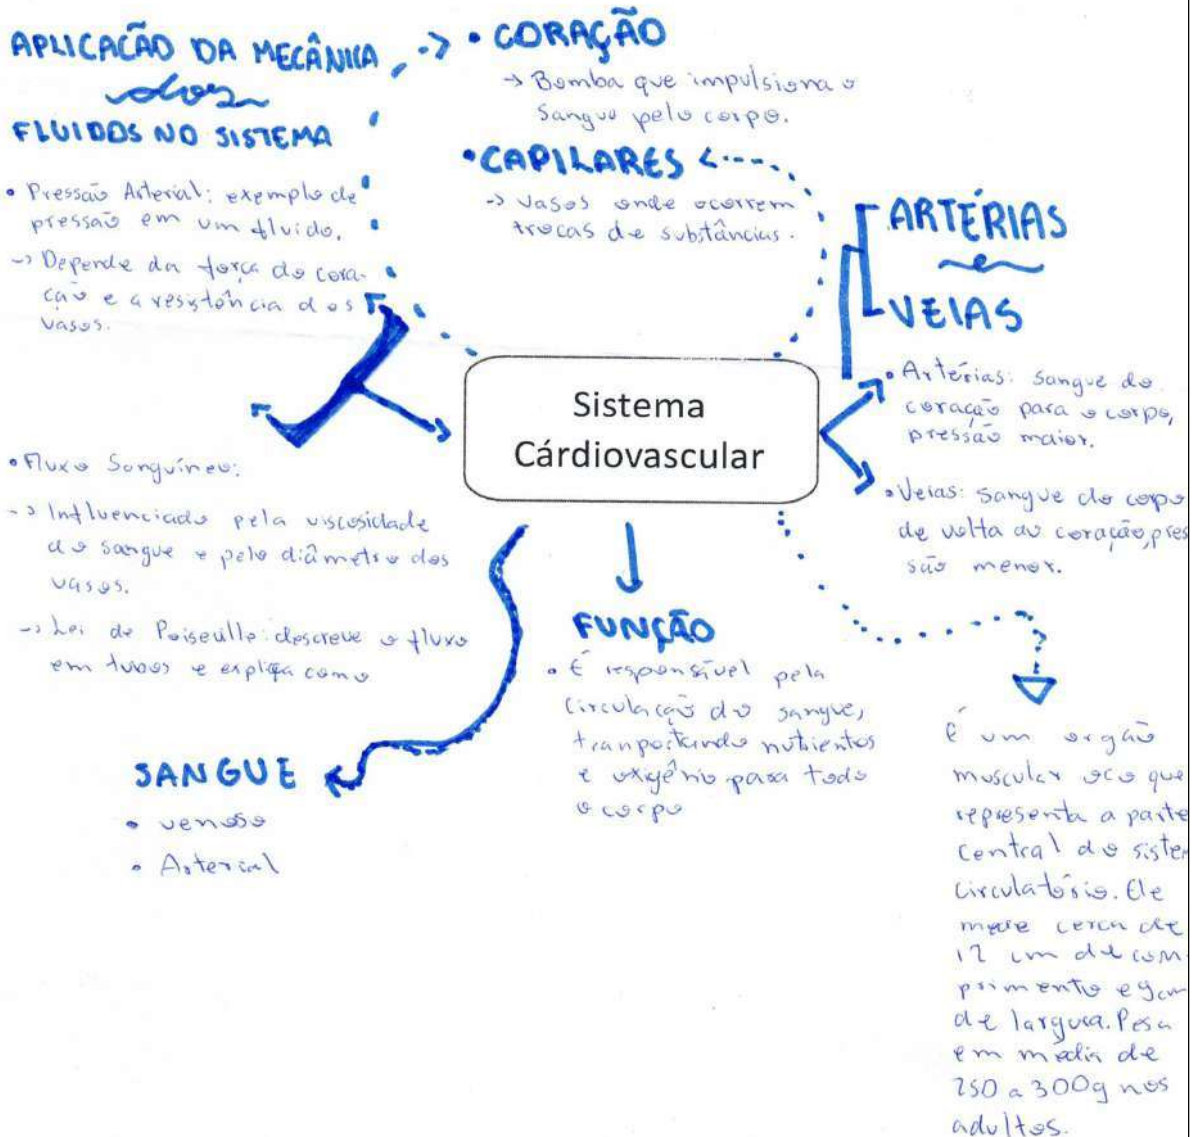 APLICACÃO DA MECÂNICA
dos
FLUIDOS NO SISTEMA
• Pressão Arterial: exemplo de
pressão em um fluido.
-> Depende da força do cora-
ção e a resistência dos
vasos.
• Fluxo Sanguíneo:
-> Influenciado pela viscosidade
do sangue e pelo diâmetro dos
vasos.
-> Lei de Poiseuille: descreve o fluxo
em tubos e explica como
SANGUE
• venoso
• Arterial
-> • CORAÇÃO
-> Bomba que impulsiona o
sangue pelo corpo.
• CAPILARES
-> Vasos onde ocorrem
trocas de substâncias.
Sistema
Cárdiovascular
FUNÇÃO
• É responsável pela
circulação do sangue,
tranportando nutrientes
e oxigênio para todo
o corpo
ARTÉRIAS
e
VEIAS
• Artérias: sangue do
coração para o corpo,
pressão maior.
• Veias: sangue do corpo
de volta ao coração, pres
são menor.
É um orgão
muscular oco que
representa a parte
central do siste
circulatório. Ele
mede cerca de
12 cm de com
primento e 9cm
de largura. Pesa
em média de
250 a 300g nos
adultos.